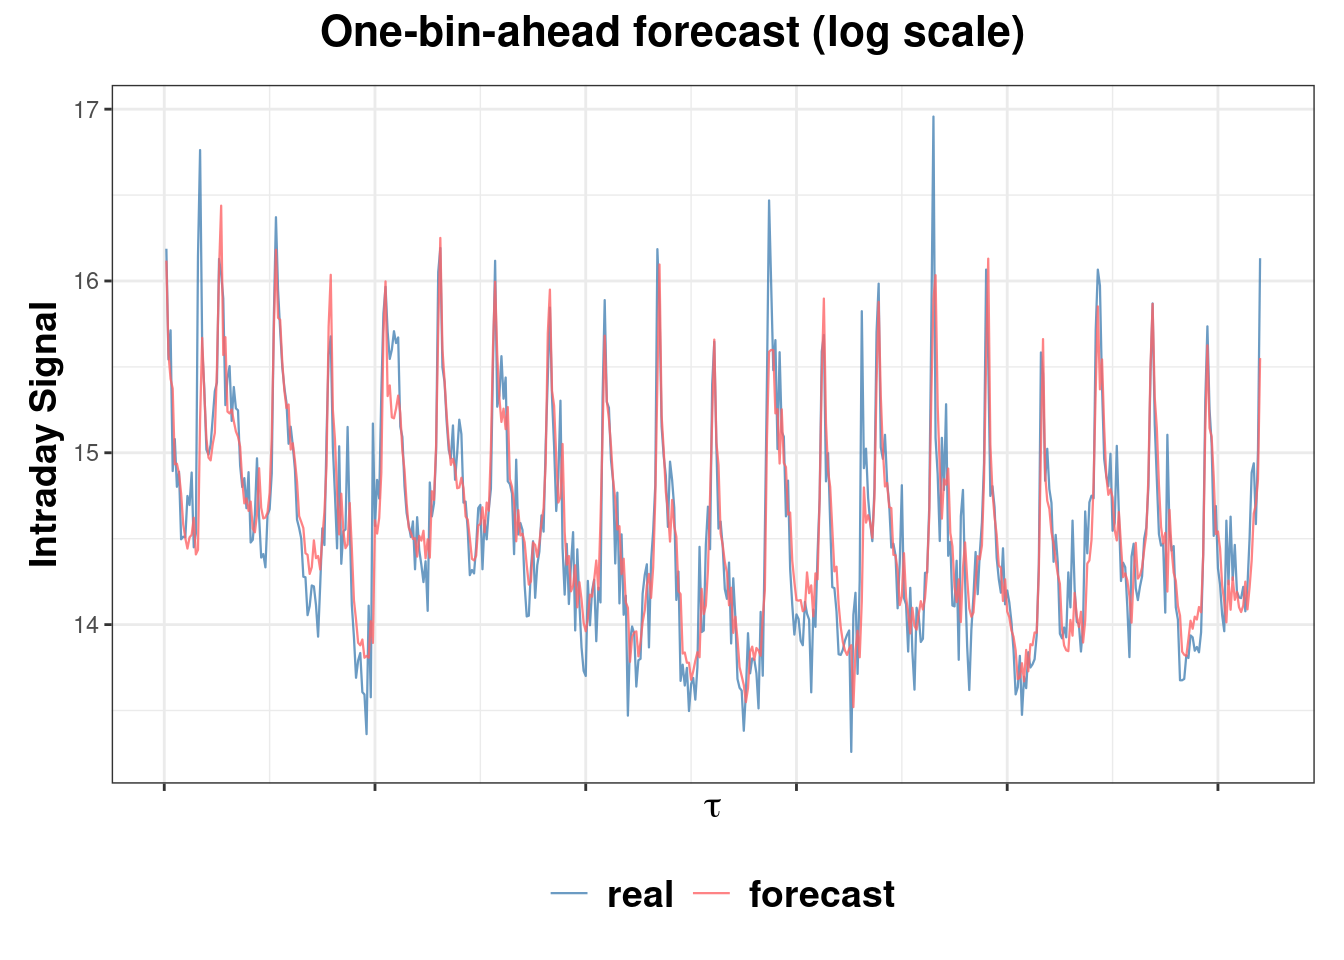 One-bin-ahead forecast (log scale)
17
16
15
14
Intraday Signal
τ
real
forecast